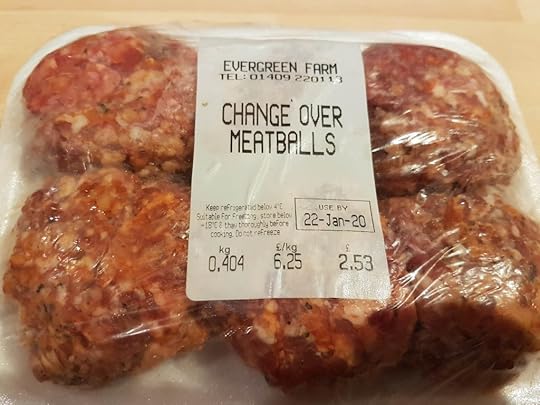 EVERGREEN FARM
TEL: 01409 220113
CHANGE OVER
MEATBALLS
Keep refrigerated below 4°C
Suitable For Freezing, store below
-18°C & thaw thoroughly before
cooking. Do not refreeze
USE BY
22-Jan-20
kg £/kg £
0.404 6.25 2.53